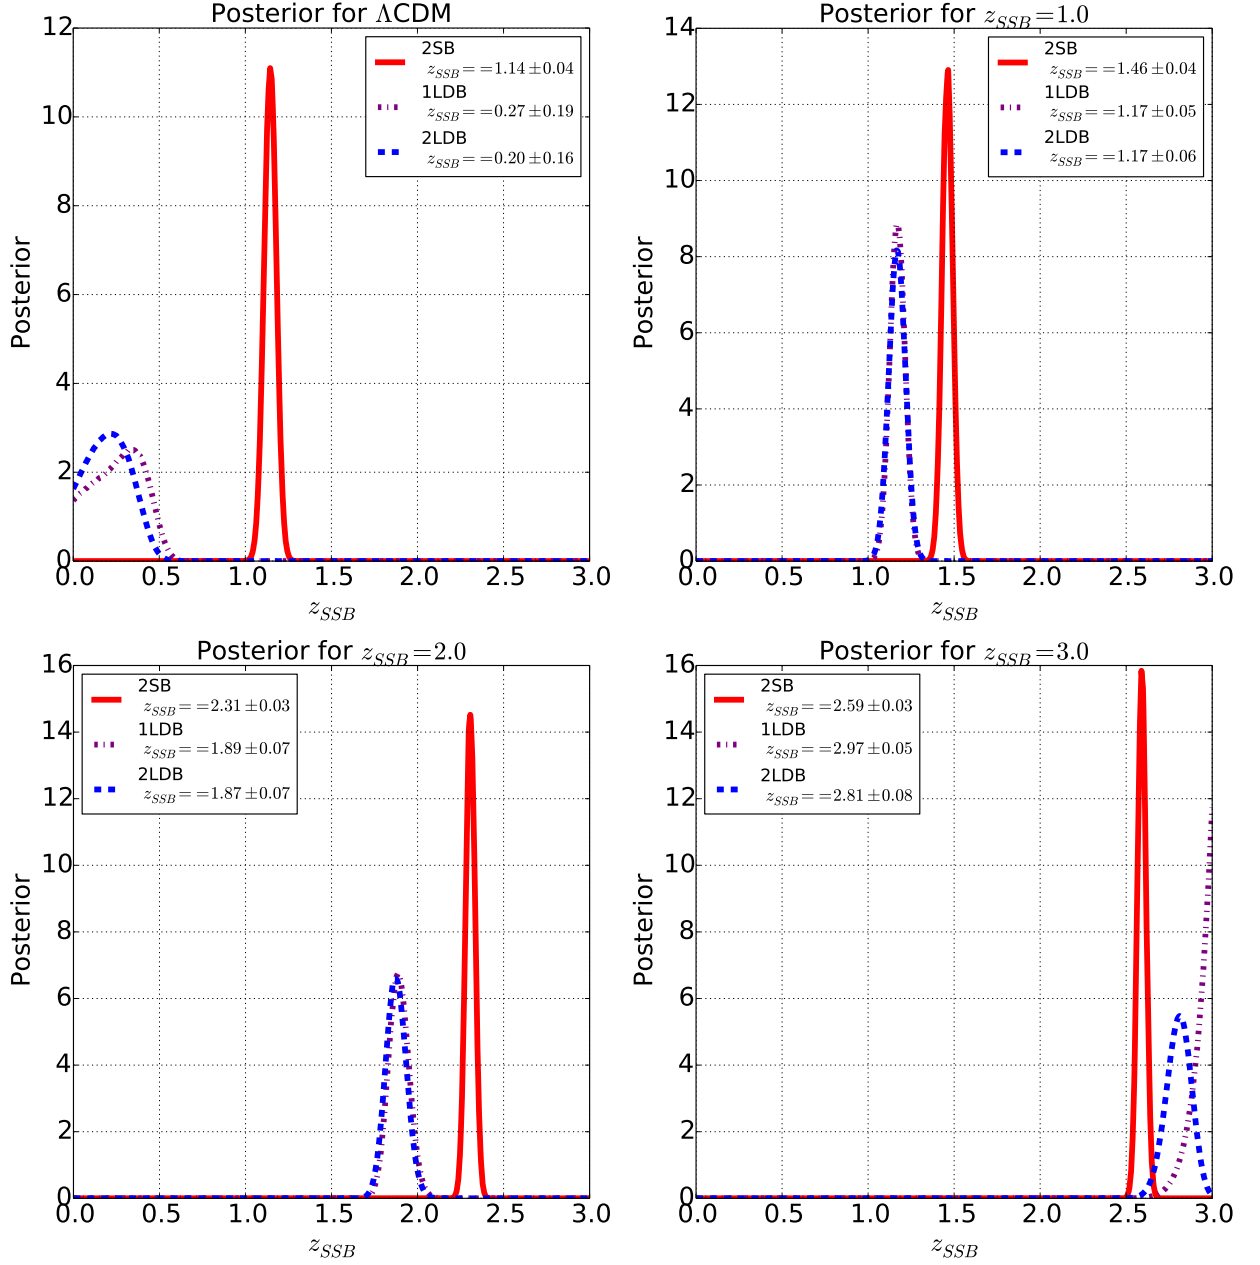 Posterior for ΛCDM
12
10
8
6
4
2
0
Posterior
2SB
z_SSB==1.14±0.04
1LDB
z_SSB==0.27±0.19
2LDB
z_SSB==0.20±0.16
0.0 0.5 1.0 1.5 2.0 2.5 3.0
z_SSB
Posterior for z_SSB=1.0
14
12
10
8
6
4
2
0
Posterior
2SB
z_SSB==1.46±0.04
1LDB
z_SSB==1.17±0.05
2LDB
z_SSB==1.17±0.06
0.0 0.5 1.0 1.5 2.0 2.5 3.0
z_SSB
Posterior for z_SSB=2.0
16
14
12
10
8
6
4
2
0
Posterior
2SB
z_SSB==2.31±0.03
1LDB
z_SSB==1.89±0.07
2LDB
z_SSB==1.87±0.07
0.0 0.5 1.0 1.5 2.0 2.5 3.0
z_SSB
Posterior for z_SSB=3.0
16
14
12
10
8
6
4
2
0
Posterior
2SB
z_SSB==2.59±0.03
1LDB
z_SSB==2.97±0.05
2LDB
z_SSB==2.81±0.08
0.0 0.5 1.0 1.5 2.0 2.5 3.0
z_SSB